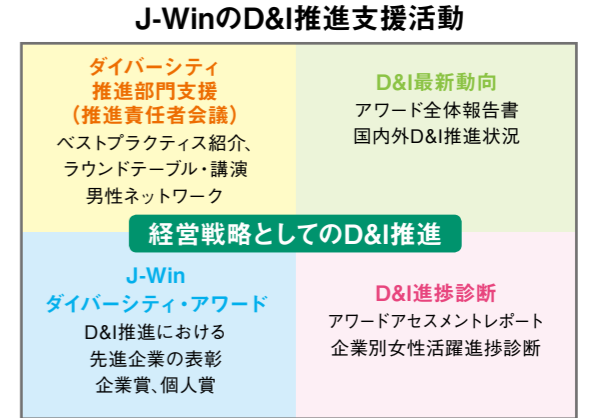 J-WinのD&I推進支援活動
ダイバーシティ
推進部門支援
（推進責任者会議）
ベストプラクティス紹介、
ラウンドテーブル・講演
男性ネットワーク
D&I最新動向
アワード全体報告書
国内外D&I推進状況
経営戦略としてのD&I推進
J-Win
ダイバーシティ・アワード
D&I推進における
先進企業の表彰
企業賞、個人賞
D&I進捗診断
アワードアセスメントレポート
企業別女性活躍進捗診断